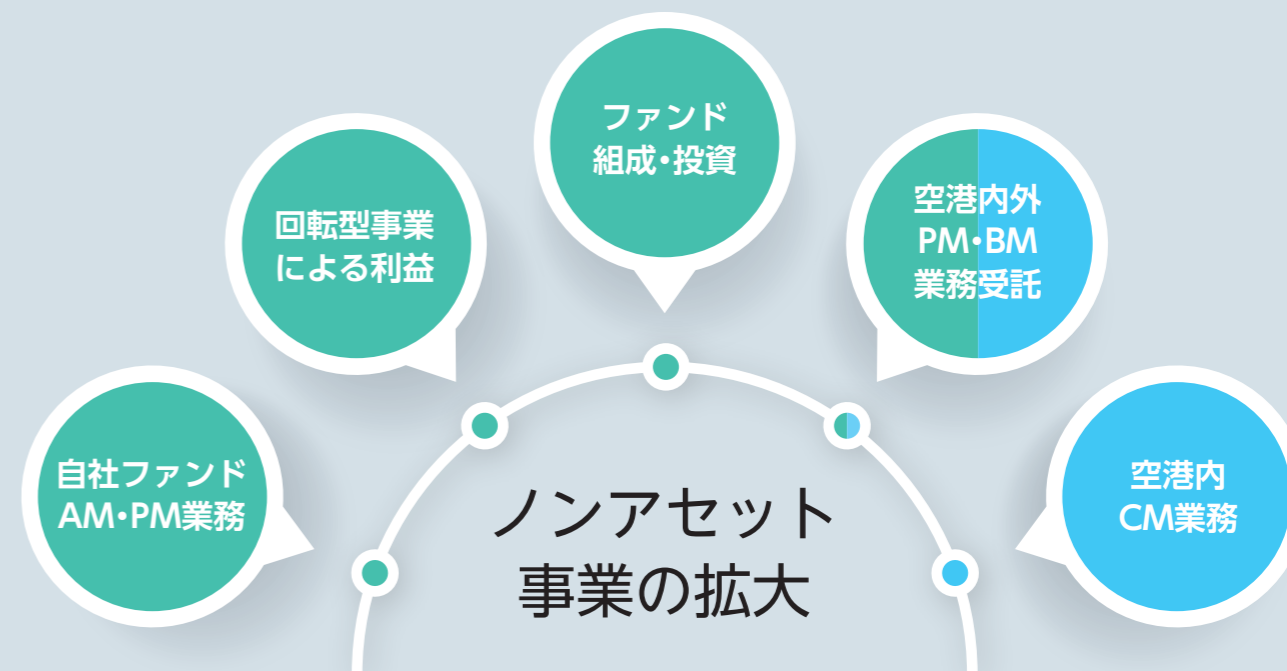 ファンド
組成・投資
回転型事業
による利益
空港内外
PM・BM
業務受託
自社ファンド
AM・PM業務
空港内
CM業務
ノンアセット
事業の拡大